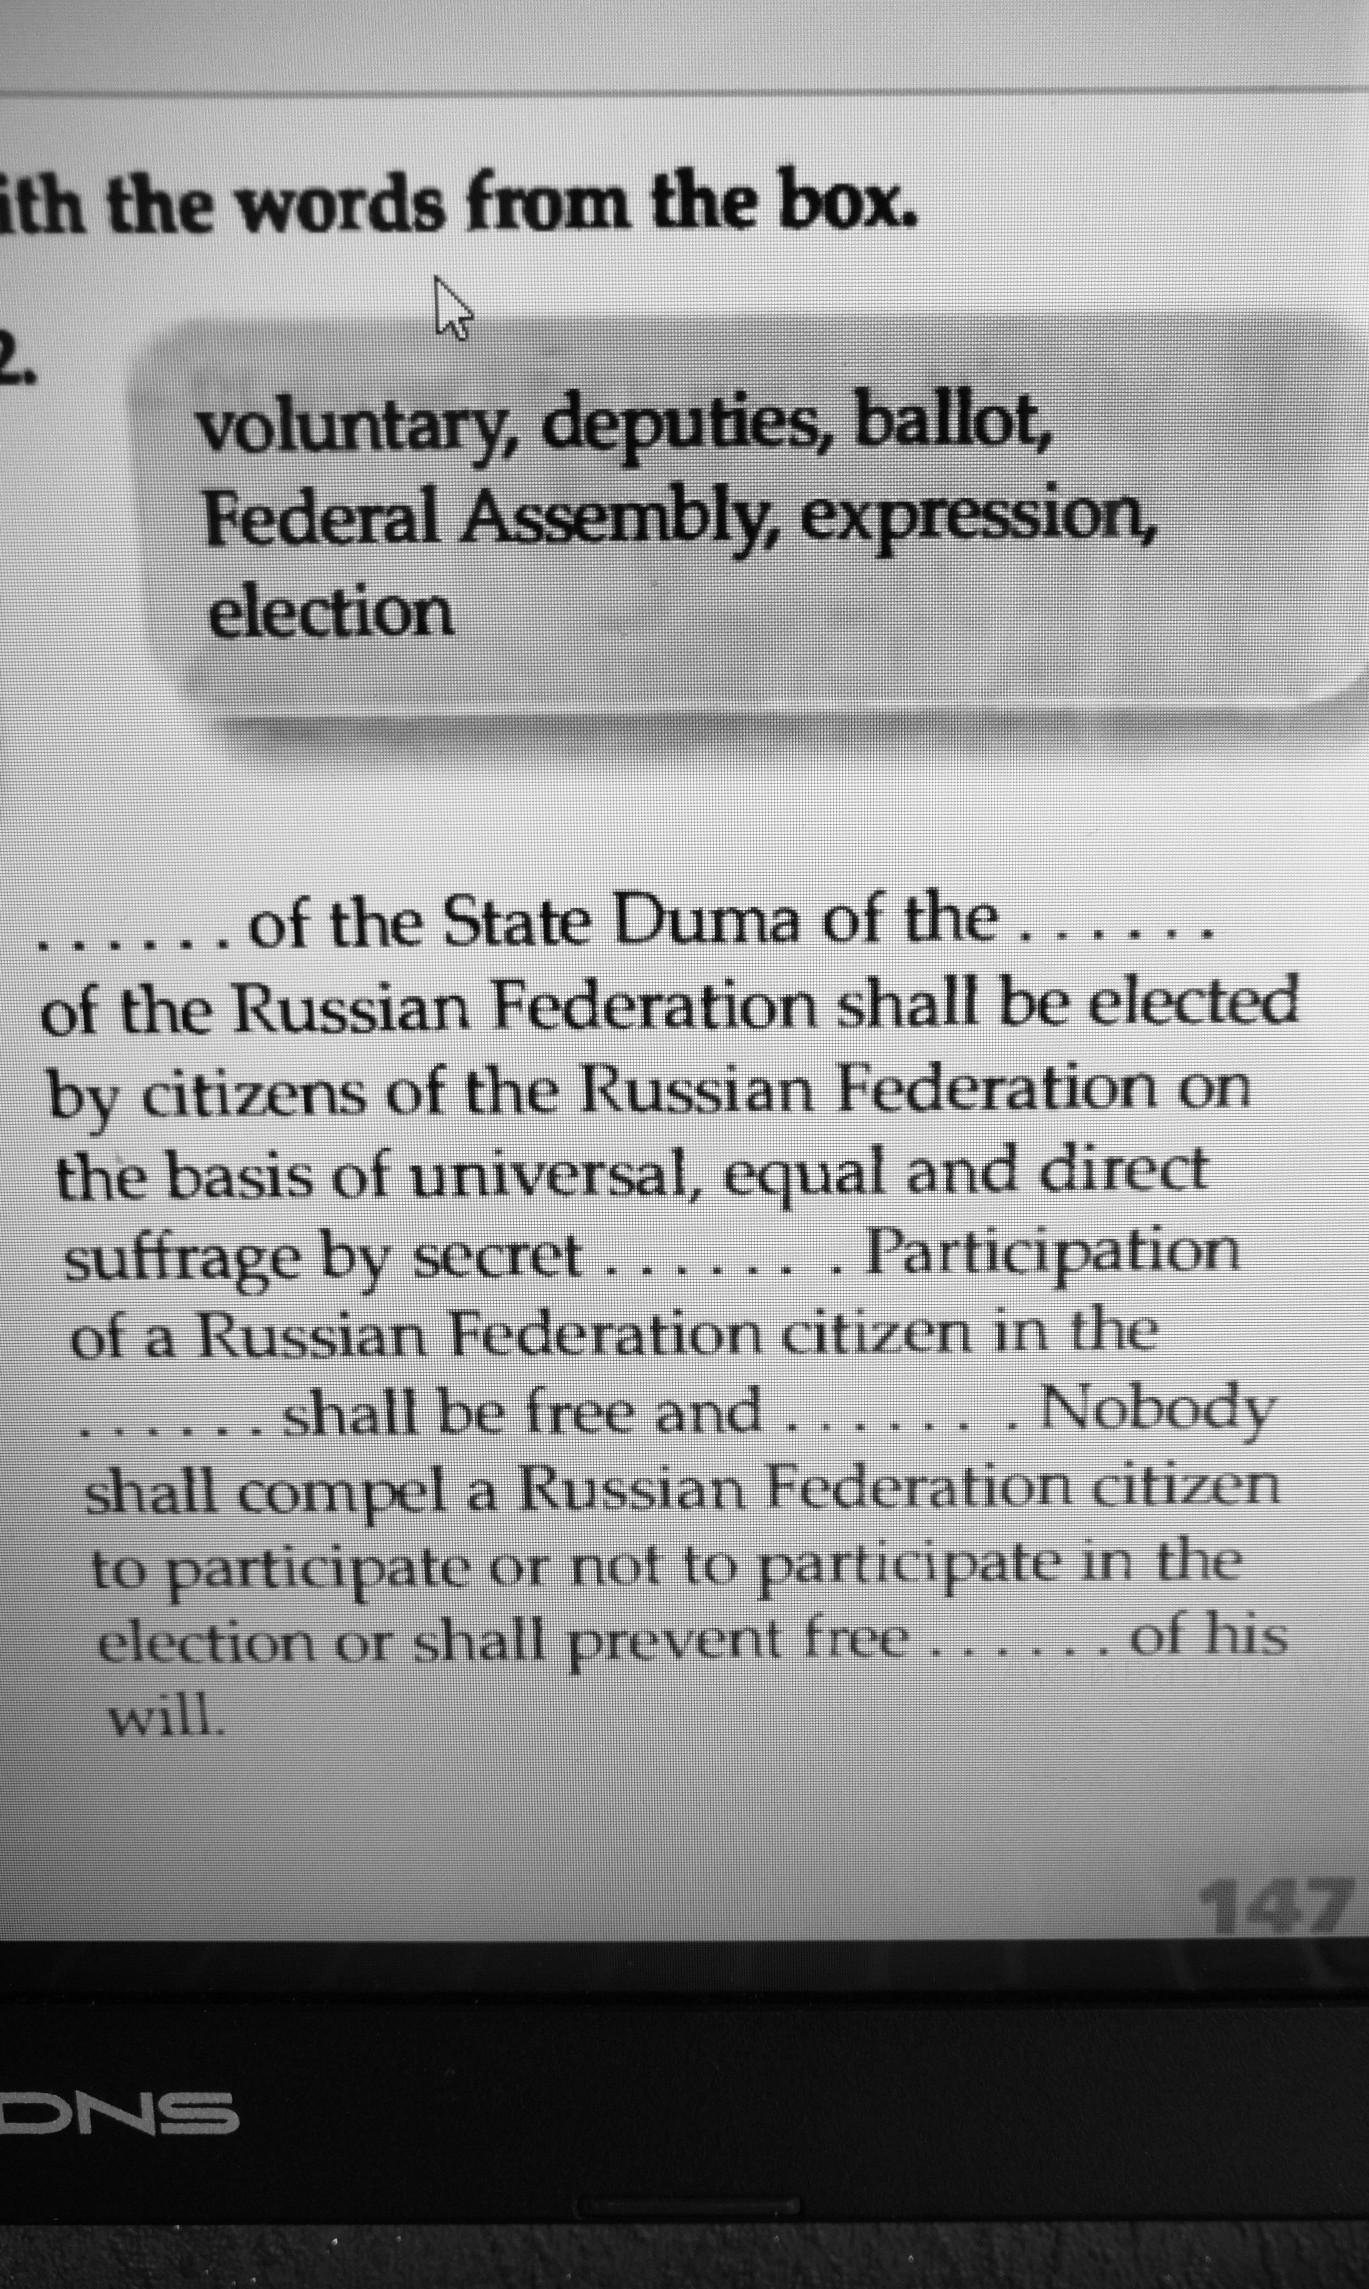 ith the words from the box.
2.
voluntary, deputies, ballot,
Federal Assembly, expression,
election
. . . . . . of the State Duma of the . . . . . .
of the Russian Federation shall be elected
by citizens of the Russian Federation on
the basis of universal, equal and direct
suffrage by secret . . . . . . . Participation
of a Russian Federation citizen in the
. . . . . . shall be free and . . . . . . . Nobody
shall compel a Russian Federation citizen
to participate or not to participate in the
election or shall prevent free . . . . . . of his
will.
147
DNS